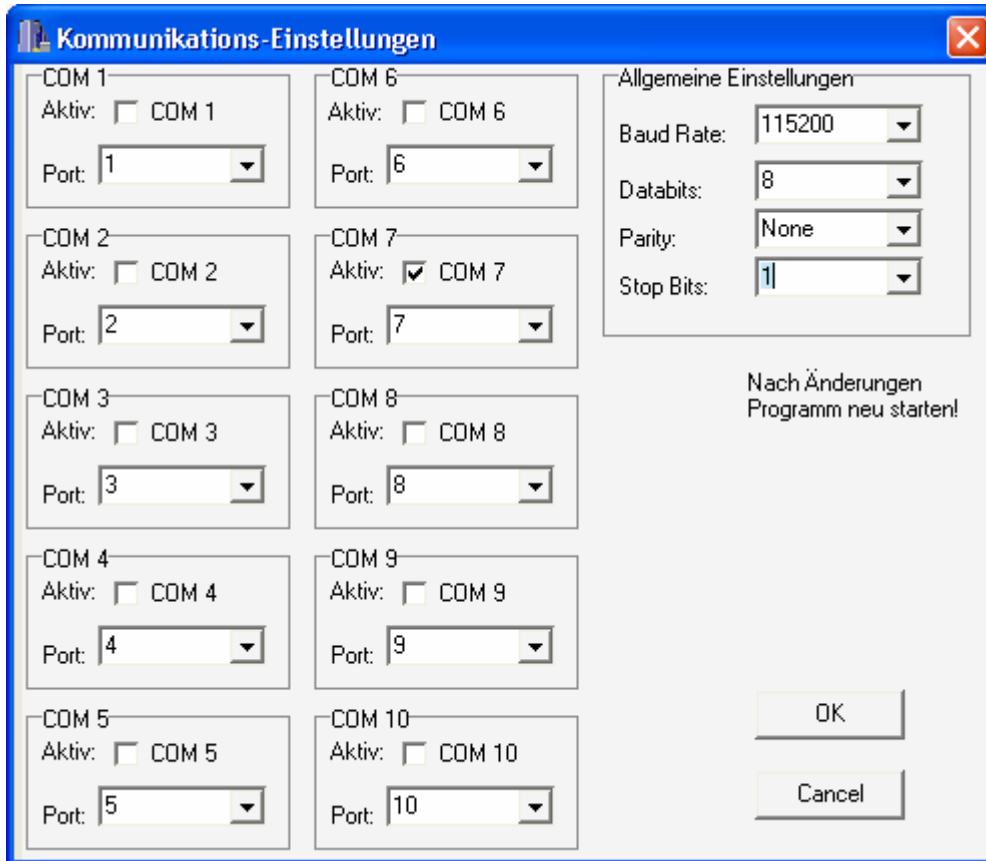 Kommunikations-Einstellungen
COM 1
Aktiv: COM 1
Port: 1
COM 2
Aktiv: COM 2
Port: 2
COM 3
Aktiv: COM 3
Port: 3
COM 4
Aktiv: COM 4
Port: 4
COM 5
Aktiv: COM 5
Port: 5
COM 6
Aktiv: COM 6
Port: 6
COM 7
Aktiv: COM 7
Port: 7
COM 8
Aktiv: COM 8
Port: 8
COM 9
Aktiv: COM 9
Port: 9
COM 10
Aktiv: COM 10
Port: 10
Allgemeine Einstellungen
Baud Rate: 115200
Databits: 8
Parity: None
Stop Bits: 1
Nach Änderungen
Programm neu starten!
OK
Cancel